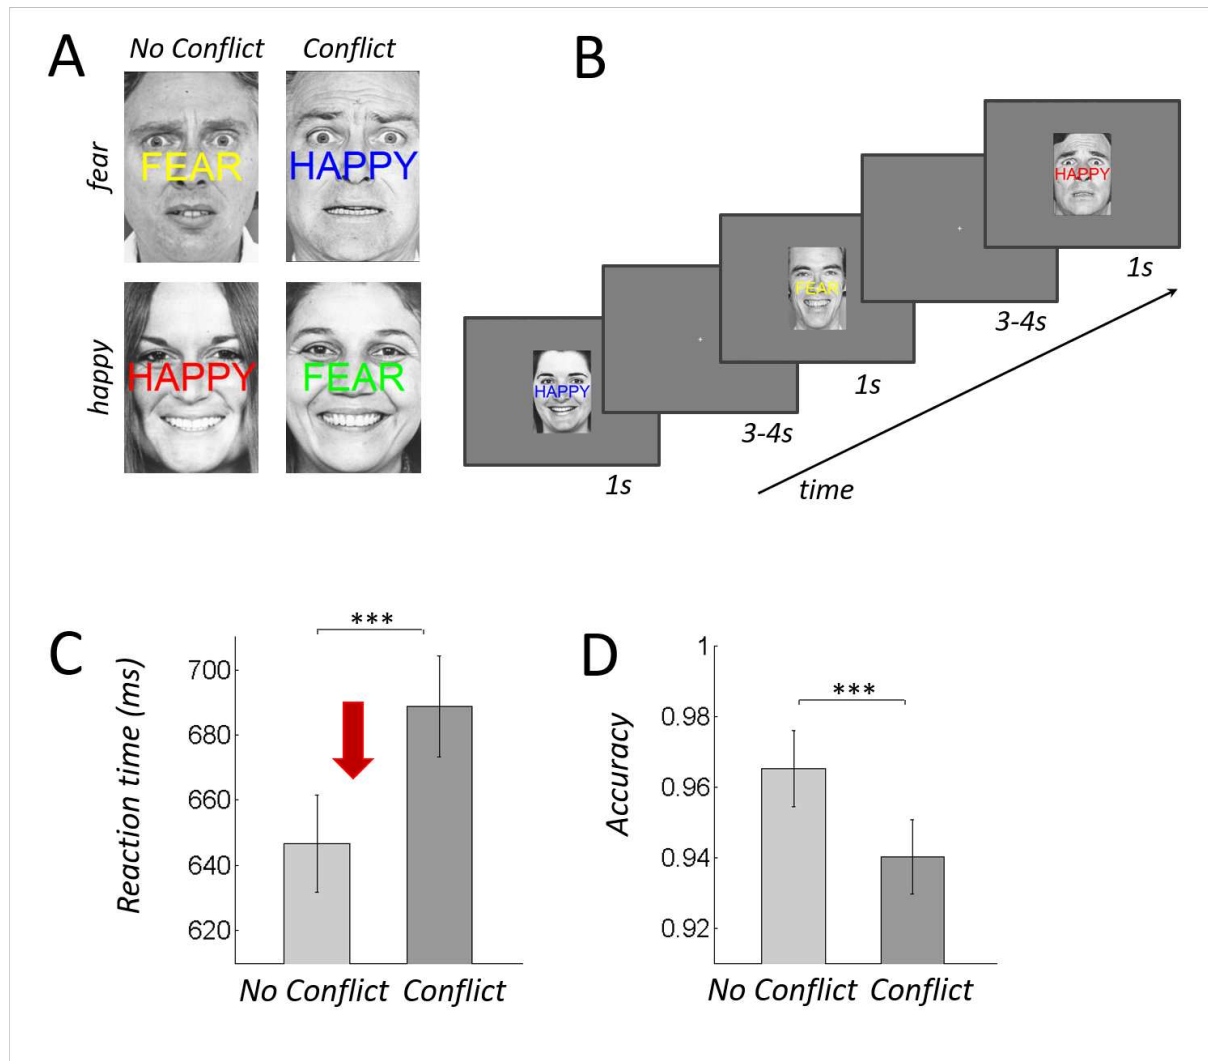 A
No Conflict
Conflict
fear
FEAR
HAPPY
happy
HAPPY
FEAR
B
HAPPY
1s
3-4s
FEAR
1s
3-4s
HAPPY
1s
time
C
***
Reaction time (ms)
700
680
660
640
620
No Conflict
Conflict
D
***
Accuracy
1
0.98
0.96
0.94
0.92
No Conflict
Conflict